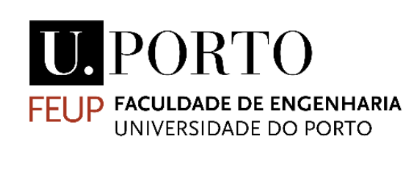 U. PORTO
FEUP FACULDADE DE ENGENHARIA
UNIVERSIDADE DO PORTO